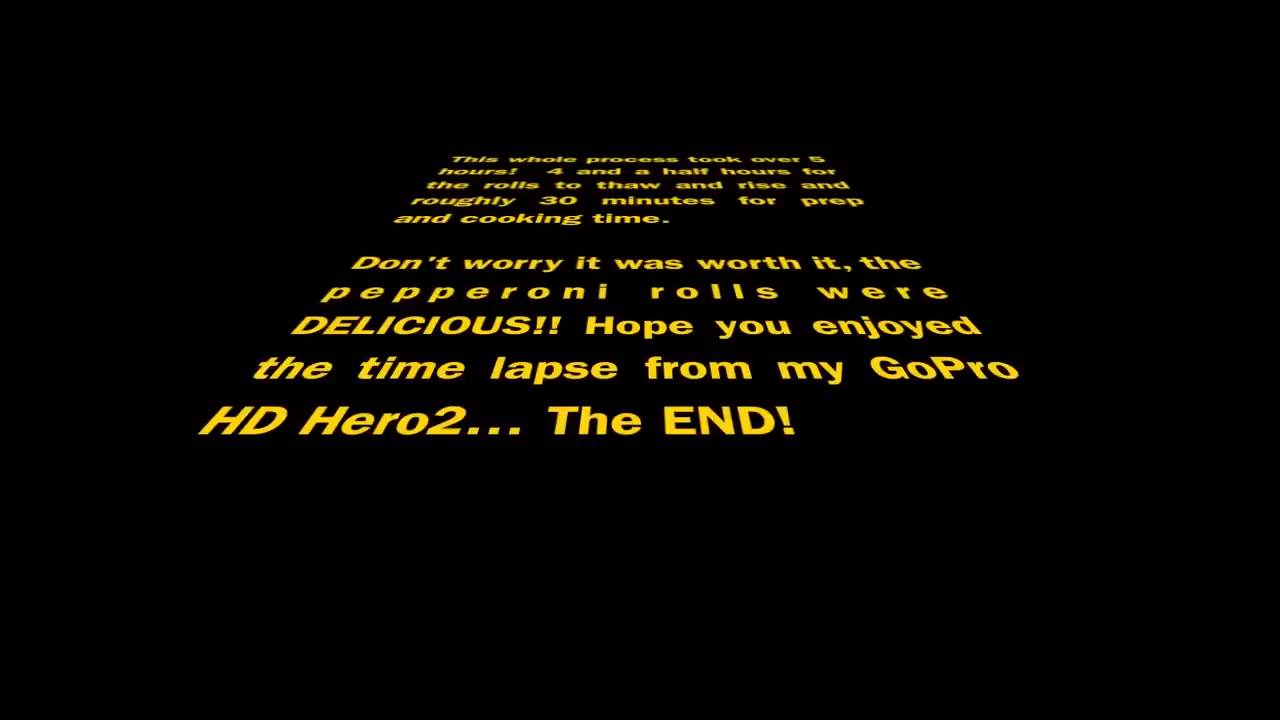 This whole process took over 5
hours! 4 and a half hours for
the rolls to thaw and rise and
roughly 30 minutes for prep
and cooking time.
Don't worry it was worth it, the
pepperoni rolls were
DELICIOUS!! Hope you enjoyed
the time lapse from my GoPro
HD Hero2... The END!